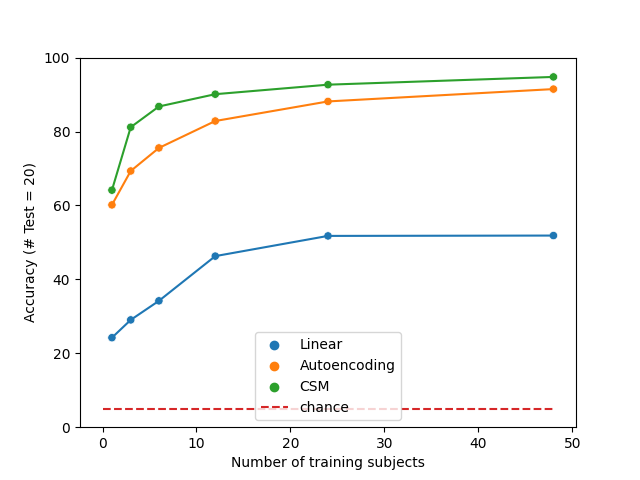 100
80
60
40
20
0
Accuracy (# Test = 20)
Linear
Autoencoding
CSM
chance
0 10 20 30 40 50
Number of training subjects